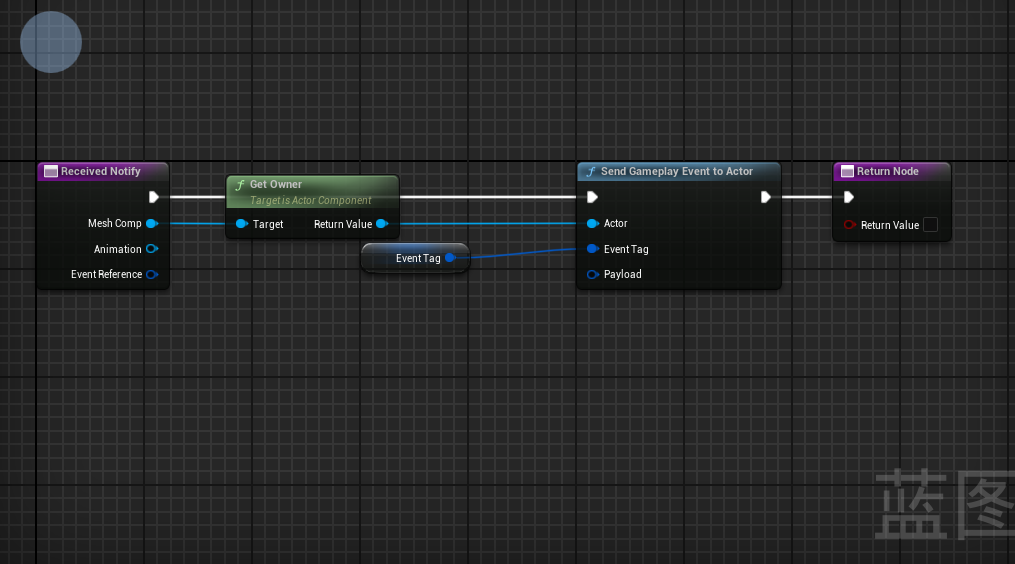 Received Notify
Mesh Comp
Animation
Event Reference
Get Owner
Target is Actor Component
Target
Return Value
Event Tag
Send Gameplay Event to Actor
Actor
Event Tag
Payload
Return Node
Return Value
蓝图